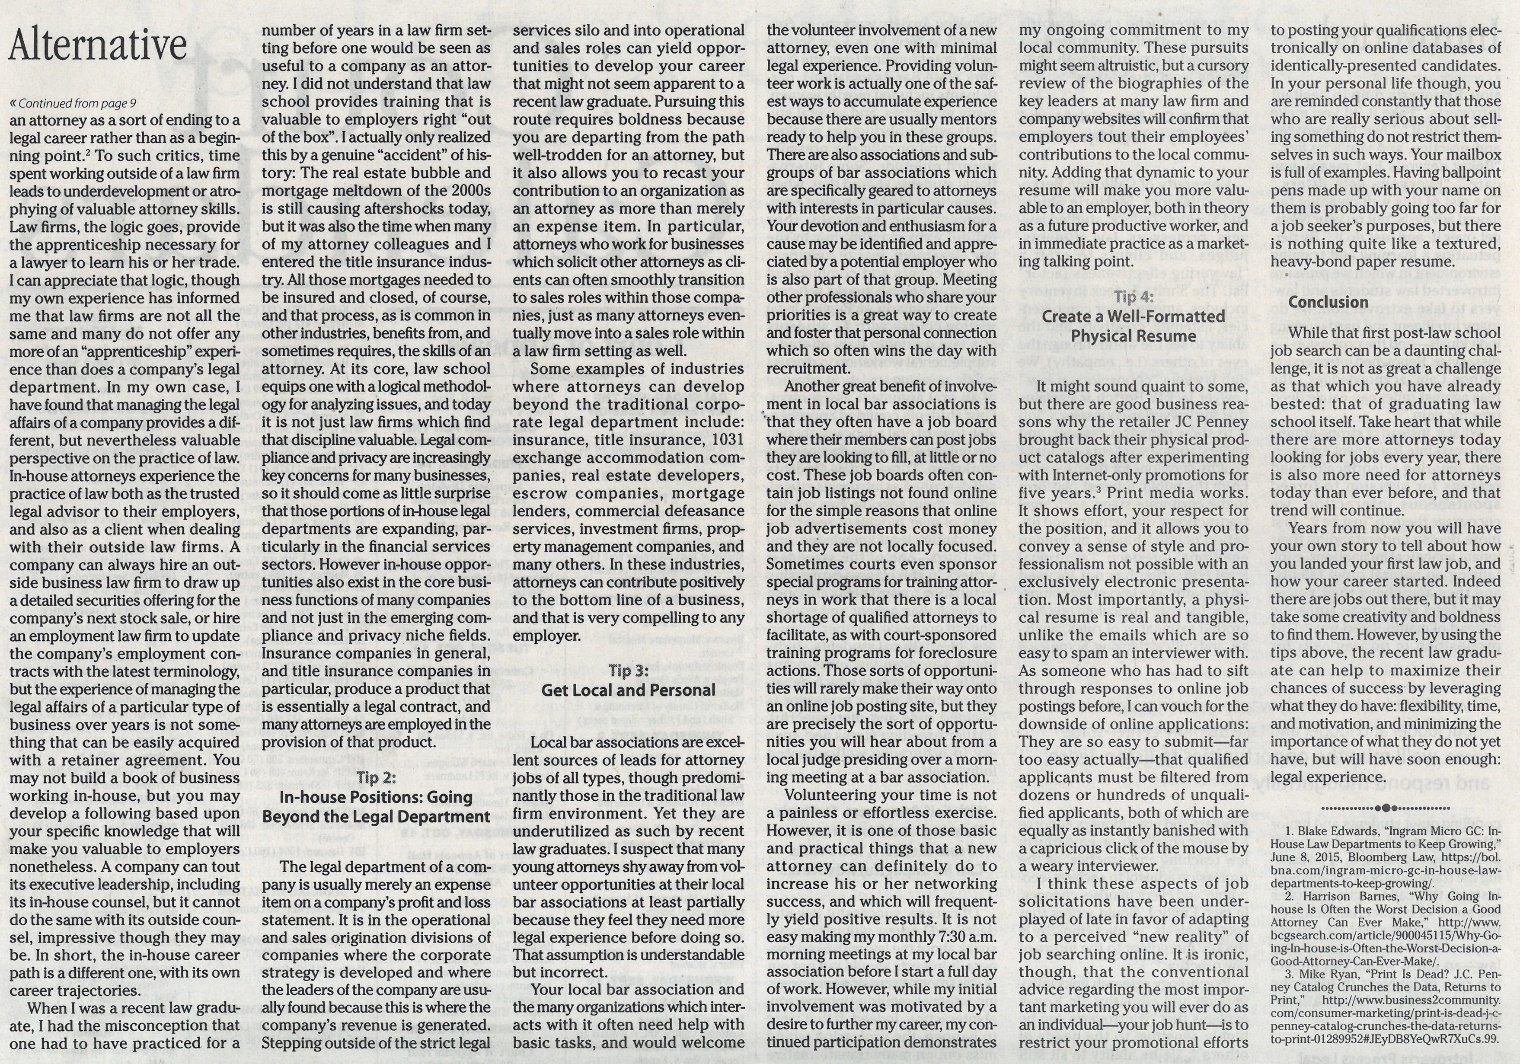 Alternative
« Continued from page 9
an attorney as a sort of ending to a
legal career rather than as a begin-
ning point.² To such critics, time
spent working outside of a law firm
leads to underdevelopment or atro-
phying of valuable attorney skills.
Law firms, the logic goes, provide
the apprenticeship necessary for
a lawyer to learn his or her trade.
I can appreciate that logic, though
my own experience has informed
me that law firms are not all the
same and many do not offer any
more of an “apprenticeship” experi-
ence than does a company’s legal
department. In my own case, I
have found that managing the legal
affairs of a company provides a dif-
ferent, but nevertheless valuable
perspective on the practice of law.
In-house attorneys experience the
practice of law both as the trusted
legal advisor to their employers,
and also as a client when dealing
with their outside law firms. A
company can always hire an out-
side business law firm to draw up
a detailed securities offering for the
company’s next stock sale, or hire
an employment law firm to update
the company’s employment con-
tracts with the latest terminology,
but the experience of managing the
legal affairs of a particular type of
business over years is not some-
thing that can be easily acquired
with a retainer agreement. You
may not build a book of business
working in-house, but you may
develop a following based upon
your specific knowledge that will
make you valuable to employers
nonetheless. A company can tout
its executive leadership, including
its in-house counsel, but it cannot
do the same with its outside coun-
sel, impressive though they may
be. In short, the in-house career
path is a different one, with its own
career trajectories.
When I was a recent law gradu-
ate, I had the misconception that
one had to have practiced for a
number of years in a law firm set-
ting before one would be seen as
useful to a company as an attor-
ney. I did not understand that law
school provides training that is
valuable to employers right “out
of the box”. I actually only realized
this by a genuine “accident” of his-
tory: The real estate bubble and
mortgage meltdown of the 2000s
is still causing aftershocks today,
but it was also the time when many
of my attorney colleagues and I
entered the title insurance indus-
try. All those mortgages needed to
be insured and closed, of course,
and that process, as is common in
other industries, benefits from, and
sometimes requires, the skills of an
attorney. At its core, law school
equips one with a logical methodol-
ogy for analyzing issues, and today
it is not just law firms which find
that discipline valuable. Legal com-
pliance and privacy are increasingly
key concerns for many businesses,
so it should come as little surprise
that those portions of in-house legal
departments are expanding, par-
ticularly in the financial services
sectors. However in-house oppor-
tunities also exist in the core busi-
ness functions of many companies
and not just in the emerging com-
pliance and privacy niche fields.
Insurance companies in general,
and title insurance companies in
particular, produce a product that
is essentially a legal contract, and
many attorneys are employed in the
provision of that product.
Tip 2:
In-house Positions: Going
Beyond the Legal Department
The legal department of a com-
pany is usually merely an expense
item on a company’s profit and loss
statement. It is in the operational
and sales origination divisions of
companies where the corporate
strategy is developed and where
the leaders of the company are usu-
ally found because this is where the
company’s revenue is generated.
Stepping outside of the strict legal
services silo and into operational
and sales roles can yield oppor-
tunities to develop your career
that might not seem apparent to a
recent law graduate. Pursuing this
route requires boldness because
you are departing from the path
well-trodden for an attorney, but
it also allows you to recast your
contribution to an organization as
an attorney as more than merely
an expense item. In particular,
attorneys who work for businesses
which solicit other attorneys as cli-
ents can often smoothly transition
to sales roles within those compa-
nies, just as many attorneys even-
tually move into a sales role within
a law firm setting as well.
Some examples of industries
where attorneys can develop
beyond the traditional corpo-
rate legal department include:
insurance, title insurance, 1031
exchange accommodation com-
panies, real estate developers,
escrow companies, mortgage
lenders, commercial defeasance
services, investment firms, prop-
erty management companies, and
many others. In these industries,
attorneys can contribute positively
to the bottom line of a business,
and that is very compelling to any
employer.
Tip 3:
Get Local and Personal
Local bar associations are excel-
lent sources of leads for attorney
jobs of all types, though predomi-
nantly those in the traditional law
firm environment. Yet they are
underutilized as such by recent
law graduates. I suspect that many
young attorneys shy away from vol-
unteer opportunities at their local
bar associations at least partially
because they feel they need more
legal experience before doing so.
That assumption is understandable
but incorrect.
Your local bar association and
the many organizations which inter-
acts with it often need help with
basic tasks, and would welcome
the volunteer involvement of a new
attorney, even one with minimal
legal experience. Providing volun-
teer work is actually one of the saf-
est ways to accumulate experience
because there are usually mentors
ready to help you in these groups.
There are also associations and sub-
groups of bar associations which
are specifically geared to attorneys
with interests in particular causes.
Your devotion and enthusiasm for a
cause may be identified and appre-
ciated by a potential employer who
is also part of that group. Meeting
other professionals who share your
priorities is a great way to create
and foster that personal connection
which so often wins the day with
recruitment.
Another great benefit of involve-
ment in local bar associations is
that they often have a job board
where their members can post jobs
they are looking to fill, at little or no
cost. These job boards often con-
tain job listings not found online
for the simple reasons that online
job advertisements cost money
and they are not locally focused.
Sometimes courts even sponsor
special programs for training attor-
neys in work that there is a local
shortage of qualified attorneys to
facilitate, as with court-sponsored
training programs for foreclosure
actions. Those sorts of opportuni-
ties will rarely make their way onto
an online job posting site, but they
are precisely the sort of opportu-
nities you will hear about from a
local judge presiding over a morn-
ing meeting at a bar association.
Volunteering your time is not
a painless or effortless exercise.
However, it is one of those basic
and practical things that a new
attorney can definitely do to
increase his or her networking
success, and which will frequent-
ly yield positive results. It is not
easy making my monthly 7:30 a.m.
morning meetings at my local bar
association before I start a full day
of work. However, while my initial
involvement was motivated by a
desire to further my career, my con-
tinued participation demonstrates
my ongoing commitment to my
local community. These pursuits
might seem altruistic, but a cursory
review of the biographies of the
key leaders at many law firm and
company websites will confirm that
employers tout their employees’
contributions to the local commu-
nity. Adding that dynamic to your
resume will make you more valu-
able to an employer, both in theory
as a future productive worker, and
in immediate practice as a market-
ing talking point.
Tip 4:
Create a Well-Formatted
Physical Resume
It might sound quaint to some,
but there are good business rea-
sons why the retailer JC Penney
brought back their physical prod-
uct catalogs after experimenting
with Internet-only promotions for
five years.³ Print media works.
It shows effort, your respect for
the position, and it allows you to
convey a sense of style and pro-
fessionalism not possible with an
exclusively electronic presenta-
tion. Most importantly, a physi-
cal resume is real and tangible,
unlike the emails which are so
easy to spam an interviewer with.
As someone who has had to sift
through responses to online job
postings before, I can vouch for the
downside of online applications:
They are so easy to submit—far
too easy actually—that qualified
applicants must be filtered from
dozens or hundreds of unquali-
fied applicants, both of which are
equally as instantly banished with
a capricious click of the mouse by
a weary interviewer.
I think these aspects of job
solicitations have been under-
played of late in favor of adapting
to a perceived “new reality” of
job searching online. It is ironic,
though, that the conventional
advice regarding the most impor-
tant marketing you will ever do as
an individual—your job hunt—is to
restrict your promotional efforts
to posting your qualifications elec-
tronically on online databases of
identically-presented candidates.
In your personal life though, you
are reminded constantly that those
who are really serious about sell-
ing something do not restrict them-
selves in such ways. Your mailbox
is full of examples. Having ballpoint
pens made up with your name on
them is probably going too far for
a job seeker’s purposes, but there
is nothing quite like a textured,
heavy-bond paper resume.
Conclusion
While that first post-law school
job search can be a daunting chal-
lenge, it is not as great a challenge
as that which you have already
bested: that of graduating law
school itself. Take heart that while
there are more attorneys today
looking for jobs every year, there
is also more need for attorneys
today than ever before, and that
trend will continue.
Years from now you will have
your own story to tell about how
you landed your first law job, and
how your career started. Indeed
there are jobs out there, but it may
take some creativity and boldness
to find them. However, by using the
tips above, the recent law gradu-
ate can help to maximize their
chances of success by leveraging
what they do have: flexibility, time,
and motivation, and minimizing the
importance of what they do not yet
have, but will have soon enough:
legal experience.
1. Blake Edwards, “Ingram Micro GC: In-
House Law Departments to Keep Growing,”
June 8, 2015, Bloomberg Law, https://bol.
bna.com/ingram-micro-gc-in-house-law-
departments-to-keep-growing/.
2. Harrison Barnes, “Why Going In-
house Is Often the Worst Decision a Good
Attorney Can Ever Make,” http://www.
bcgsearch.com/article/900045115/Why-Go-
ing-In-house-is-Often-the-Worst-Decision-a-
Good-Attorney-Can-Ever-Make/.
3. Mike Ryan, “Print Is Dead? J.C. Pen-
ney Catalog Crunches the Data, Returns to
Print,” http://www.business2community.
com/consumer-marketing/print-is-dead-j-c-
penney-catalog-crunches-the-data-returns-
to-print-01289952#JEyDB8YeQwR7XuCs.99.